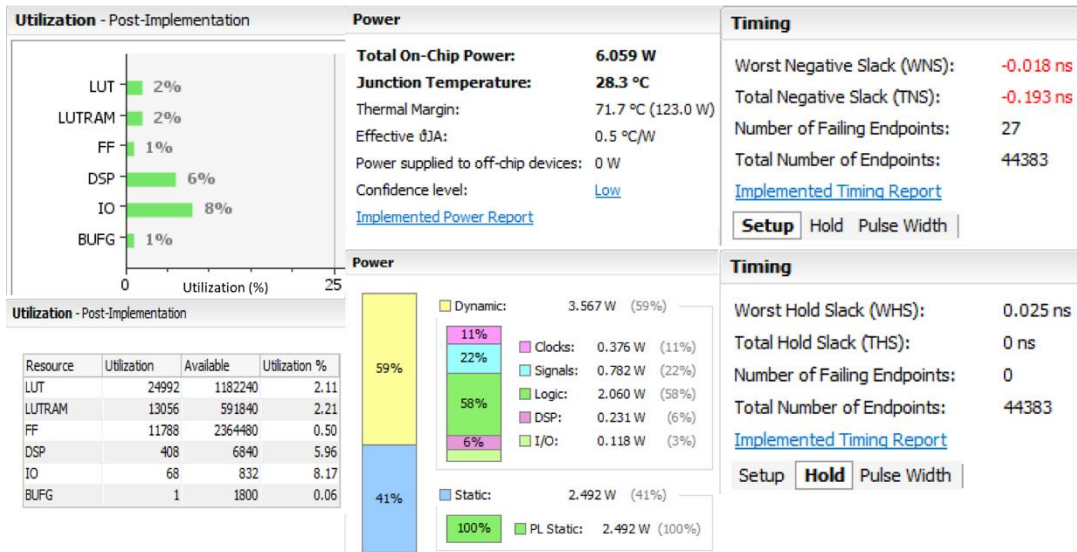 Utilization - Post-Implementation
LUT 2%
LUTRAM 2%
FF 1%
DSP 6%
IO 8%
BUFG 1%
0 25
Utilization (%)
Utilization - Post-Implementation
Resource Utilization Available Utilization %
LUT 24992 1182240 2.11
LUTRAM 13056 591840 2.21
FF 11788 2364480 0.50
DSP 408 6840 5.96
IO 68 832 8.17
BUFG 1 1800 0.06
Power
Total On-Chip Power: 6.059 W
Junction Temperature: 28.3 °C
Thermal Margin: 71.7 °C (123.0 W)
Effective ϑJA: 0.5 °C/W
Power supplied to off-chip devices: 0 W
Confidence level: Low
Implemented Power Report
Power
59%
41%
Dynamic: 3.567 W (59%)
11%
22%
58%
6%
Clocks: 0.376 W (11%)
Signals: 0.782 W (22%)
Logic: 2.060 W (58%)
DSP: 0.231 W (6%)
I/O: 0.118 W (3%)
Static: 2.492 W (41%)
100% PL Static: 2.492 W (100%)
Timing
Worst Negative Slack (WNS): -0.018 ns
Total Negative Slack (TNS): -0.193 ns
Number of Failing Endpoints: 27
Total Number of Endpoints: 44383
Implemented Timing Report
Setup Hold Pulse Width
Timing
Worst Hold Slack (WHS): 0.025 ns
Total Hold Slack (THS): 0 ns
Number of Failing Endpoints: 0
Total Number of Endpoints: 44383
Implemented Timing Report
Setup Hold Pulse Width